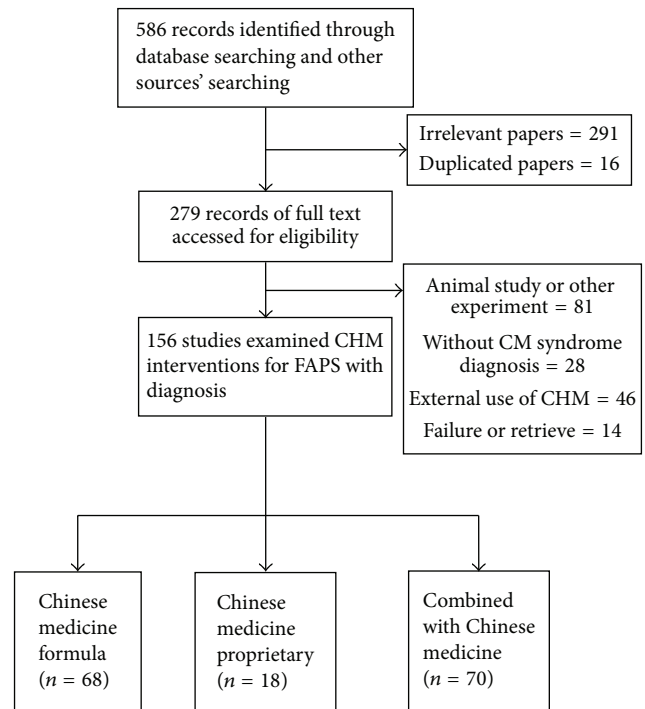 586 records identified through
database searching and other
sources' searching
Irrelevant papers = 291
Duplicated papers = 16
279 records of full text
accessed for eligibility
Animal study or other
experiment = 81
Without CM syndrome
diagnosis = 28
External use of CHM = 46
Failure or retrieve = 14
156 studies examined CHM
interventions for FAPS with
diagnosis
Chinese
medicine
formula
(n = 68)
Chinese
medicine
proprietary
(n = 18)
Combined
with Chinese
medicine
(n = 70)